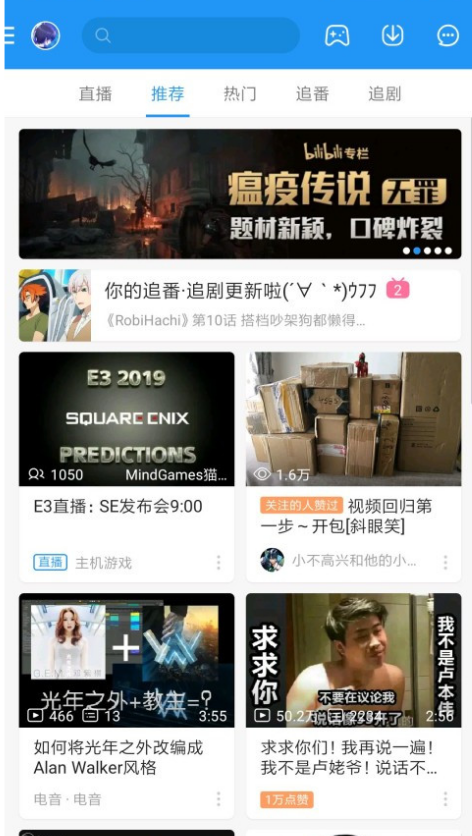 直播
推荐
热门
追番
追剧
bilibili专栏
瘟疫传说 无罪
题材新颖，口碑炸裂
你的追番·追剧更新啦(´∀｀*)ｳﾌﾌ
2
《RobiHachi》第10话 搭档吵架狗都懒得...
E3 2019
SQUARE ENIX
PREDICTIONS
1050
MindGames猫...
E3直播：SE发布会9:00
直播
主机游戏
1.6万
关注的人赞过 视频回归第
一步～开包[斜眼笑]
小不高兴和他的小...
G.E.M.
光年之外+教主=?
466
13
3:55
如何将光年之外改编成
Alan Walker风格
电音·电音
求求你
我不是卢本伟
不要在议论我
50.2万
2284
2:56
求求你们！我再说一遍！
我不是卢姥爷！说话不...
1万点赞